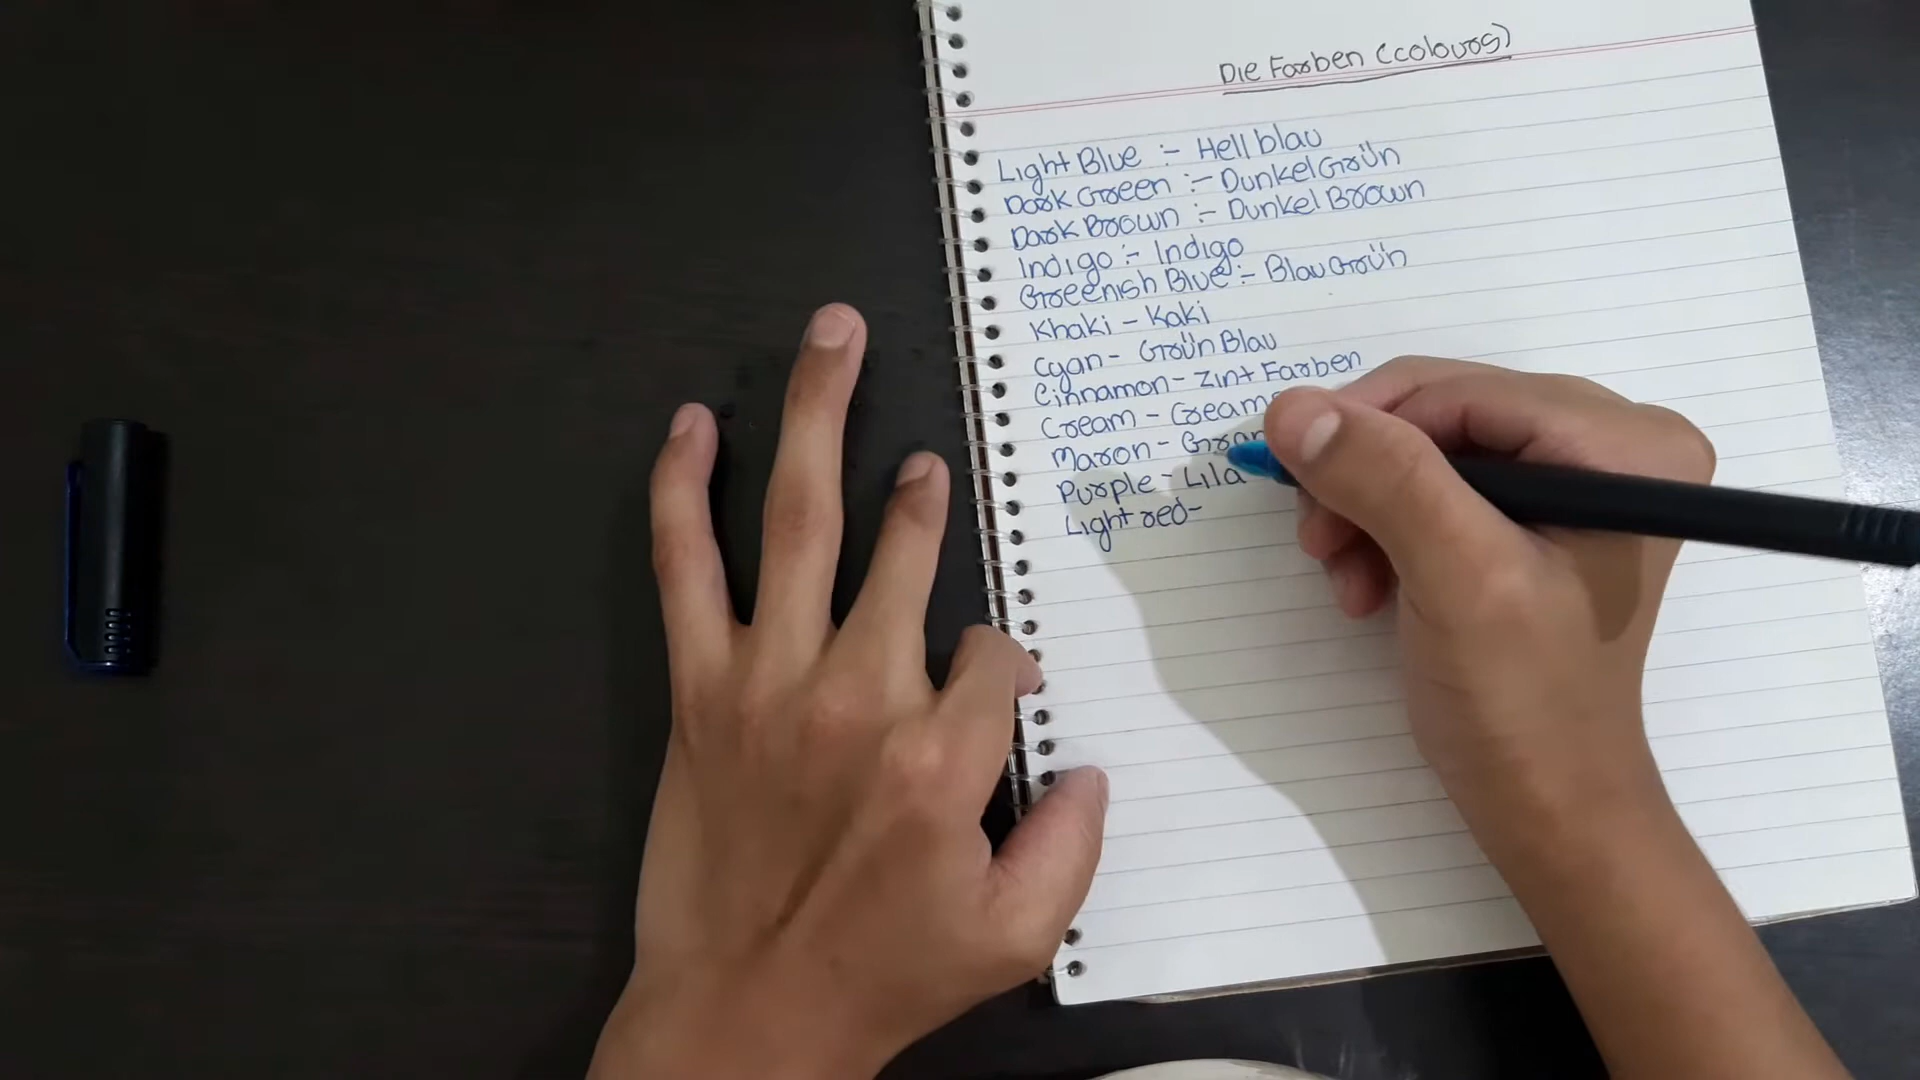 Die Farben (colours)
Light Blue :- Hell blau
Dark Green :- Dunkel Grün
Dark Brown :- Dunkel Brown
Indigo :- Indigo
Greenish Blue :- Blau Grün
Khaki - Kaki
Cyan - Grün Blau
Cinnamon - Zint Farben
Cream - Cream
Maron -
Purple - Lila
Light red-